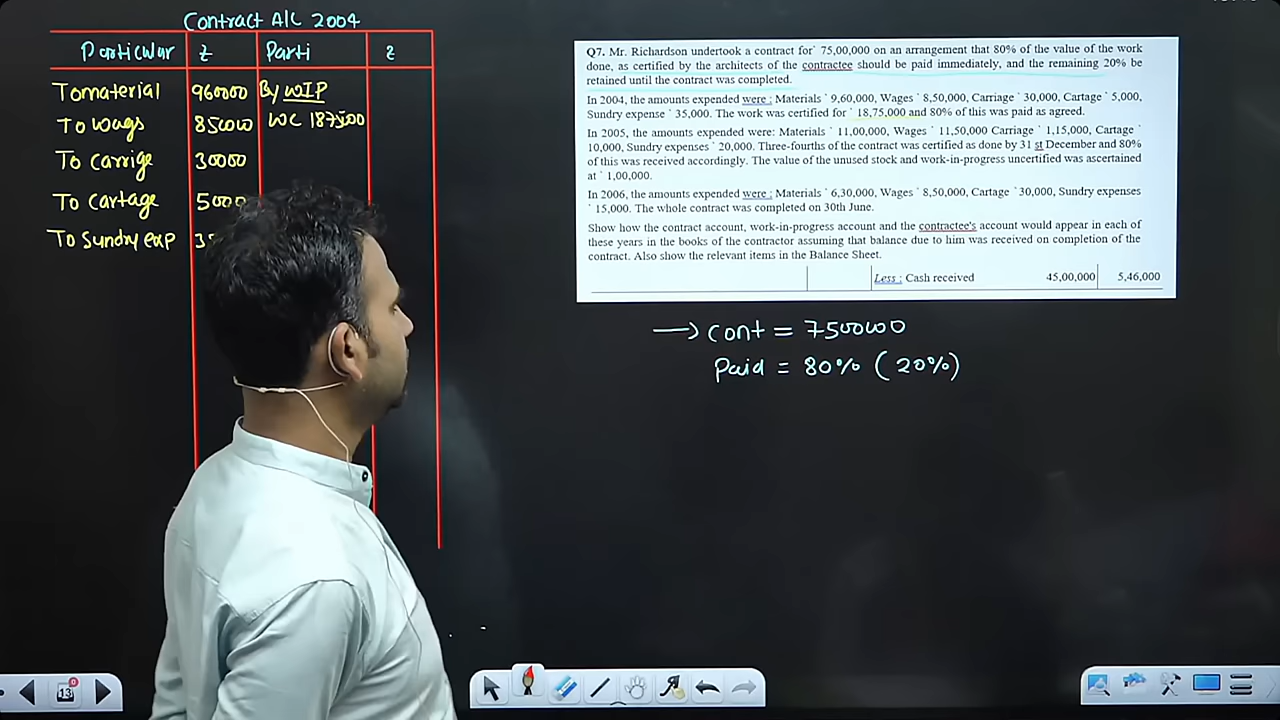 Contract A/C 2004
Particular ₹ Parti ₹
To material 960000 By WIP
To wags 850000 WC 1875000
To carrige 30000
To cartage 5000
To Sundry exp
Q7. Mr. Richardson undertook a contract for` 75,00,000 on an arrangement that 80% of the value of the work
done, as certified by the architects of the contractee should be paid immediately, and the remaining 20% be
retained until the contract was completed.
In 2004, the amounts expended were : Materials ` 9,60,000, Wages ` 8,50,000, Carriage ` 30,000, Cartage ` 5,000,
Sundry expense ` 35,000. The work was certified for ` 18,75,000 and 80% of this was paid as agreed.
In 2005, the amounts expended were: Materials ` 11,00,000, Wages ` 11,50,000 Carriage ` 1,15,000, Cartage `
10,000, Sundry expenses ` 20,000. Three-fourths of the contract was certified as done by 31 st December and 80%
of this was received accordingly. The value of the unused stock and work-in-progress uncertified was ascertained
at ` 1,00,000.
In 2006, the amounts expended were : Materials ` 6,30,000, Wages ` 8,50,000, Cartage ` 30,000, Sundry expenses
` 15,000. The whole contract was completed on 30th June.
Show how the contract account, work-in-progress account and the contractee's account would appear in each of
these years in the books of the contractor assuming that balance due to him was received on completion of the
contract. Also show the relevant items in the Balance Sheet.
Less : Cash received 45,00,000 5,46,000
→ cont = 7500000
Paid = 80% (20%)
13